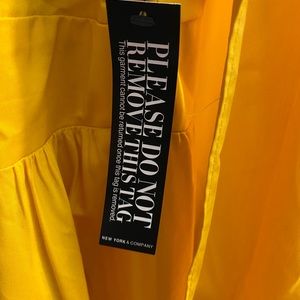 PLEASE DO NOT
REMOVE THIS TAG
This garment cannot be returned once this tag is removed.
NEW YORK & COMPANY